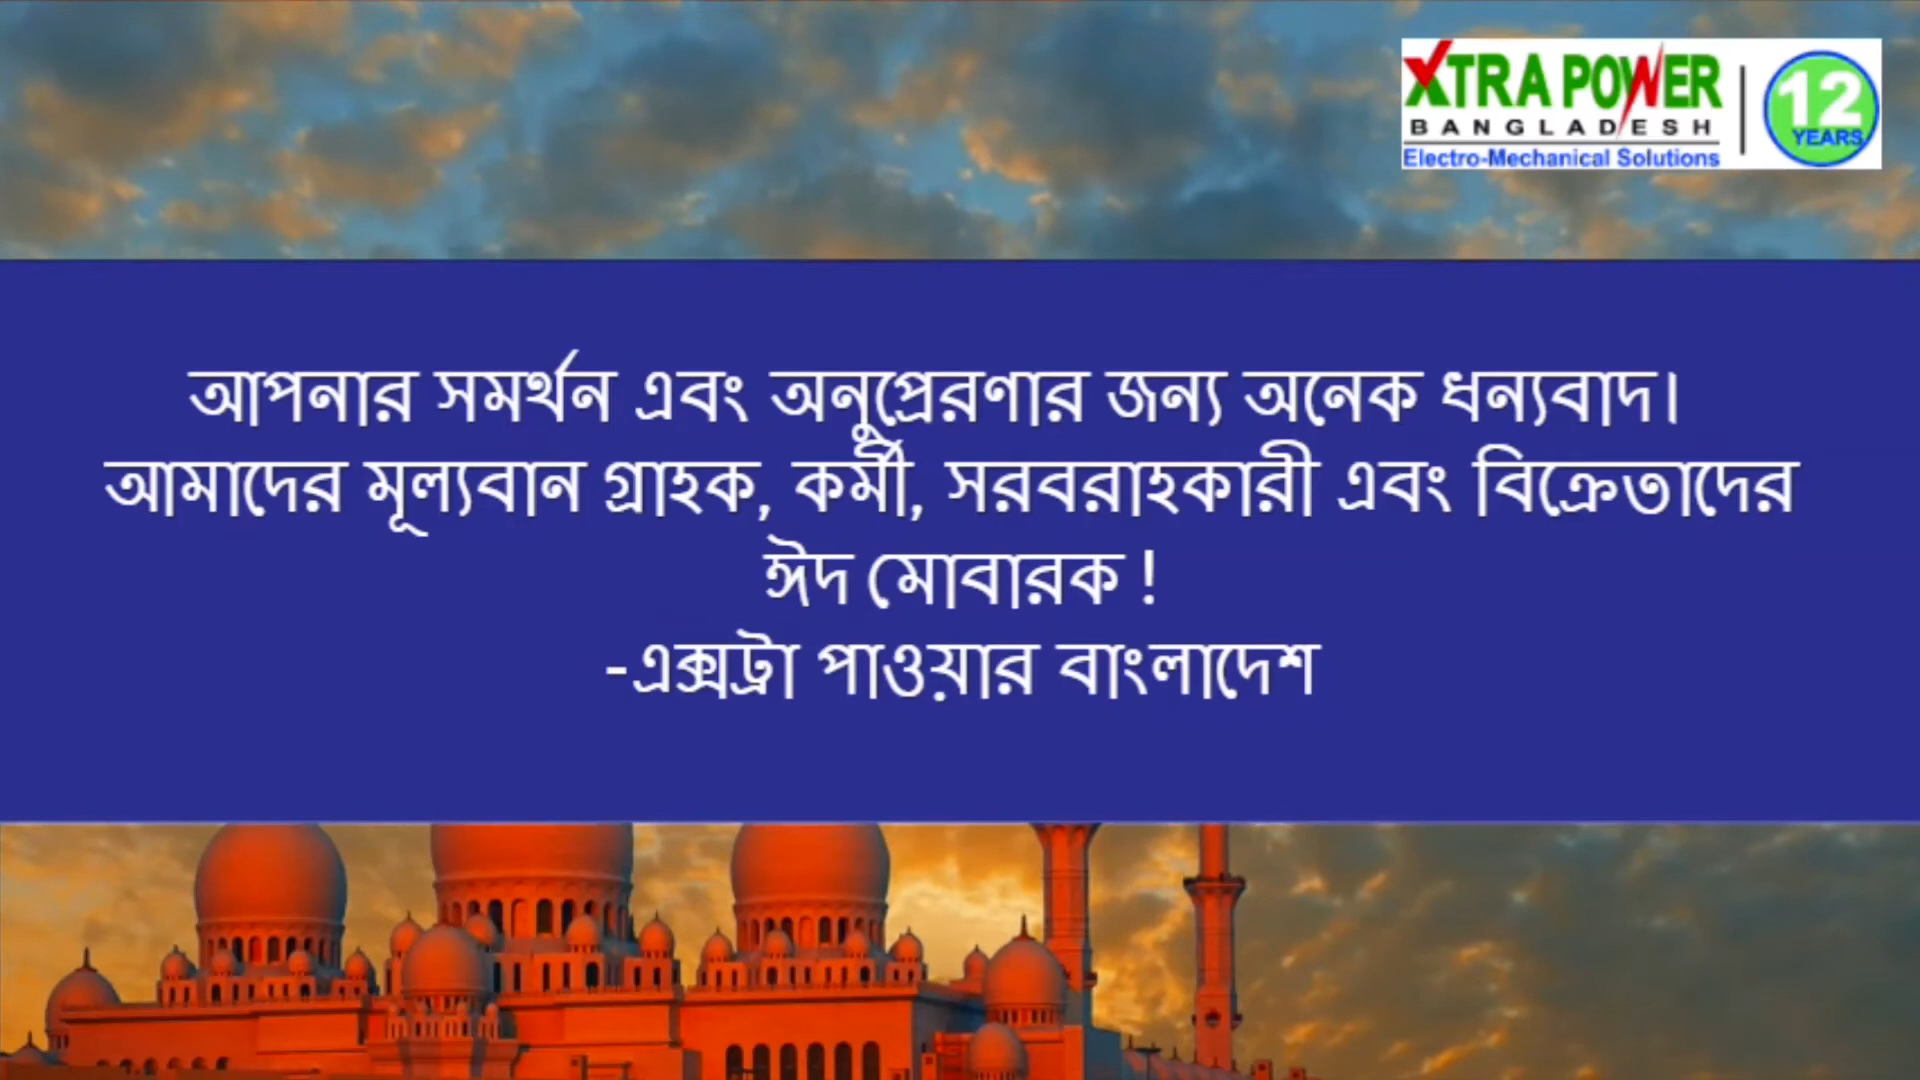 XTRA POWER
BANGLADESH
Electro-Mechanical Solutions
12
YEARS
আপনার সমর্থন এবং অনুপ্রেরণার জন্য অনেক ধন্যবাদ।
আমাদের মূল্যবান গ্রাহক, কর্মী, সরবরাহকারী এবং বিক্রেতাদের
ঈদ মোবারক !
-এক্সট্রা পাওয়ার বাংলাদেশ